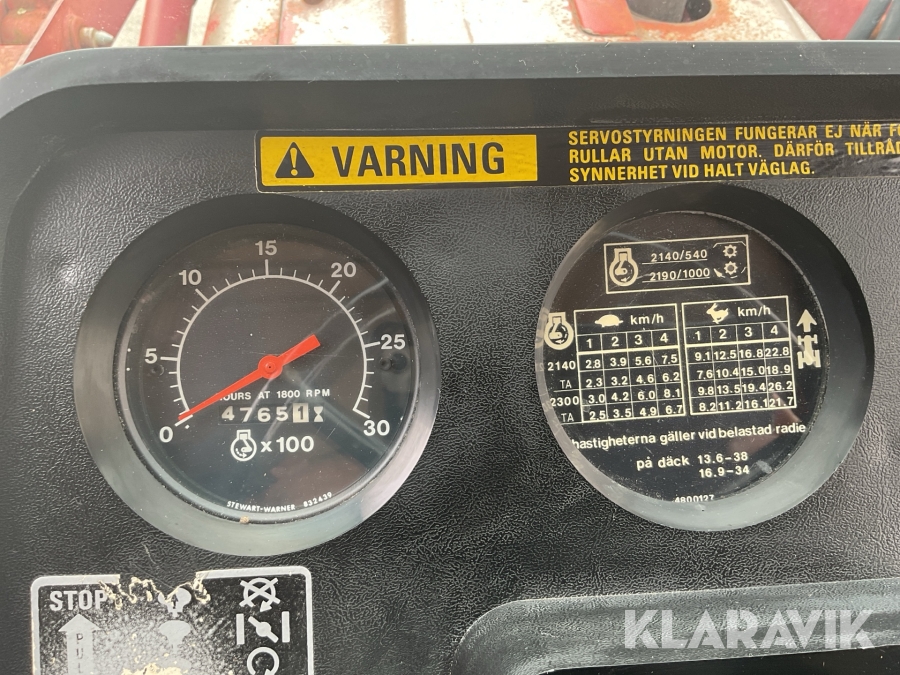 VARNING
SERVOSTYRNINGEN FUNGERAR EJ NÄR
RULLAR UTAN MOTOR. DÄRFÖR
SYNNERHET VID HALT VÄGLAG.
0 5 10 15 20 25 30
HOURS AT 1800 RPM
47651
x100
STEWART-WARNER 832439
2140/540
2190/1000
km/h km/h
1 2 3 4 1 2 3 4
2140 2.8 3.9 5.6 7.5 9.1 12.5 16.8 22.8
TA 2.3 3.2 4.6 6.2 7.6 10.4 15.0 18.9
2300 3.0 4.2 6.0 8.1 9.8 13.5 19.4 26.2
TA 2.5 3.5 4.9 6.7 8.2 11.2 16.1 21.7
hastigheterna gäller vid belastad radie
på däck 13.6-38
16.9-34
4800127
STOP
KLARAVIK